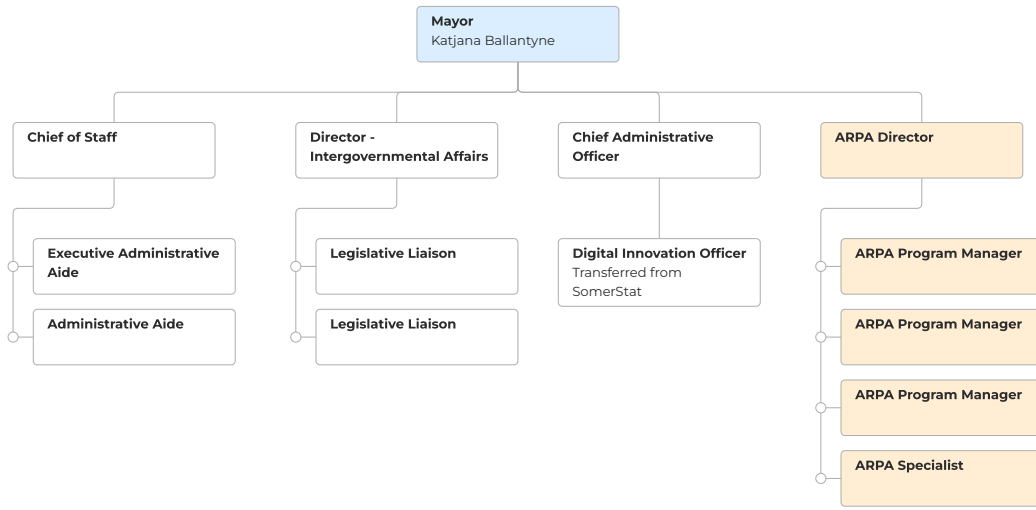 Mayor
Katjana Ballantyne
Chief of Staff
Director -
Intergovernmental Affairs
Chief Administrative
Officer
ARPA Director
Executive Administrative
Aide
Legislative Liaison
Digital Innovation Officer
Transferred from
SomerStat
ARPA Program Manager
Administrative Aide
Legislative Liaison
ARPA Program Manager
ARPA Program Manager
ARPA Specialist